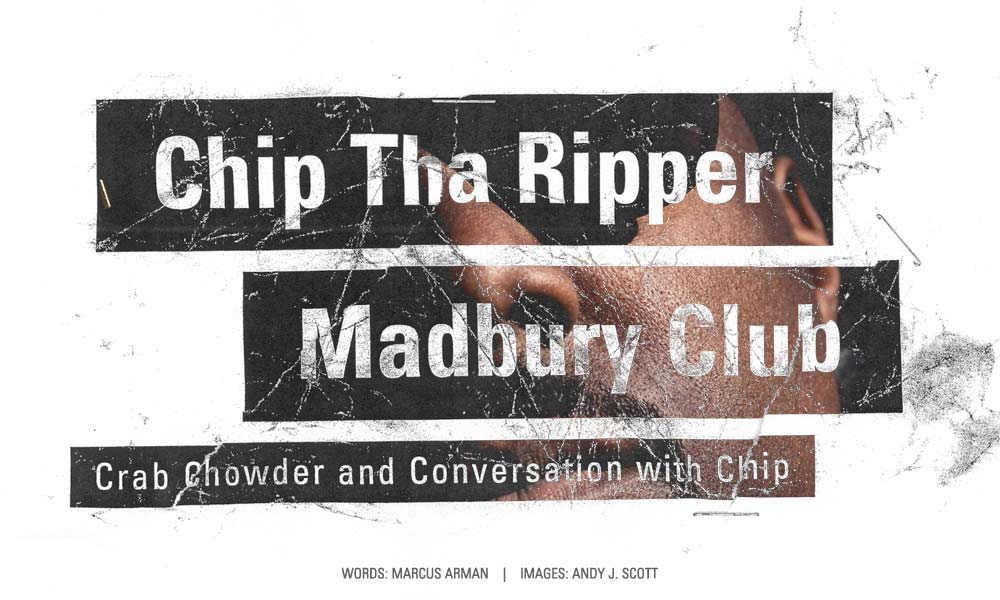 Chip Tha Ripper
Madbury Club
Crab Chowder and Conversation with Chip
WORDS: MARCUS ARMAN | IMAGES: ANDY J. SCOTT